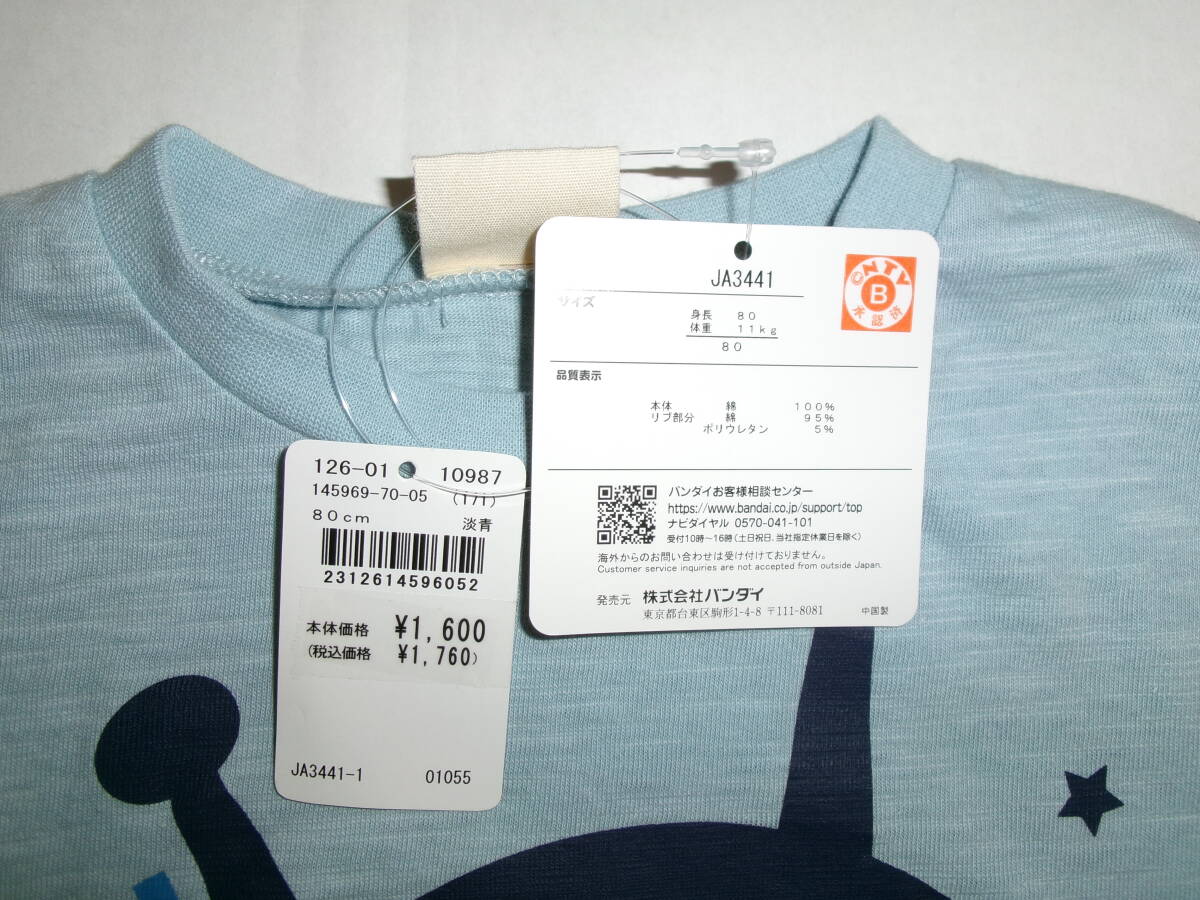 JA3441
サイズ
身長 80
体重 11kg
80
©NTV
B
承認済
品質表示
本体 綿 100%
リブ部分 綿 95%
ポリウレタン 5%
バンダイお客様相談センター
https://www.bandai.co.jp/support/top
ナビダイヤル 0570-041-101
受付10時～16時(土日祝日、当社指定休業日を除く)
海外からのお問い合わせは受け付けておりません。
Customer service inquiries are not accepted from outside Japan.
発売元 株式会社バンダイ
東京都台東区駒形1-4-8 〒111-8081 中国製
126-01 10987
145969-70-05 (171)
80cm 淡青
2312614596052
本体価格 ¥1,600
(税込価格 ¥1,760)
JA3441-1 01055